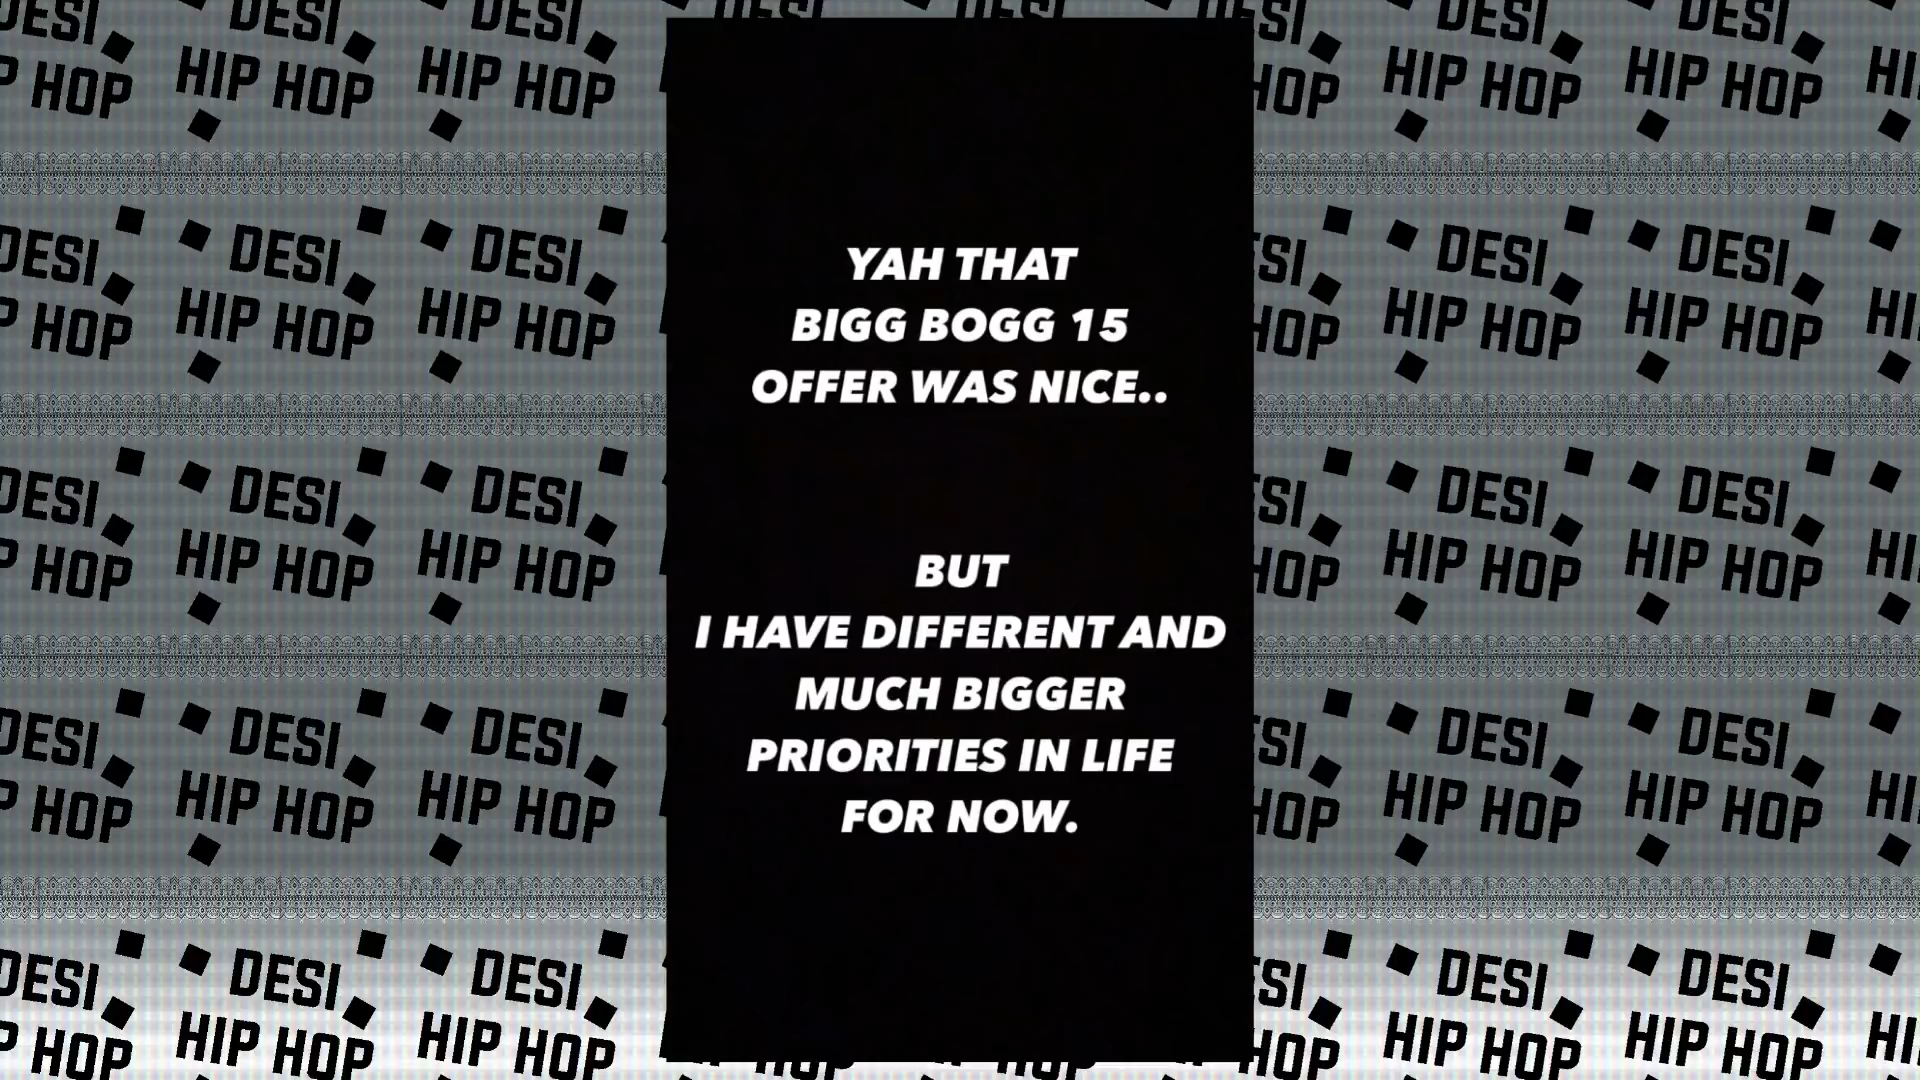 YAH THAT
BIGG BOGG 15
OFFER WAS NICE..
BUT
I HAVE DIFFERENT AND
MUCH BIGGER
PRIORITIES IN LIFE
FOR NOW.
DESI
HIP HOP